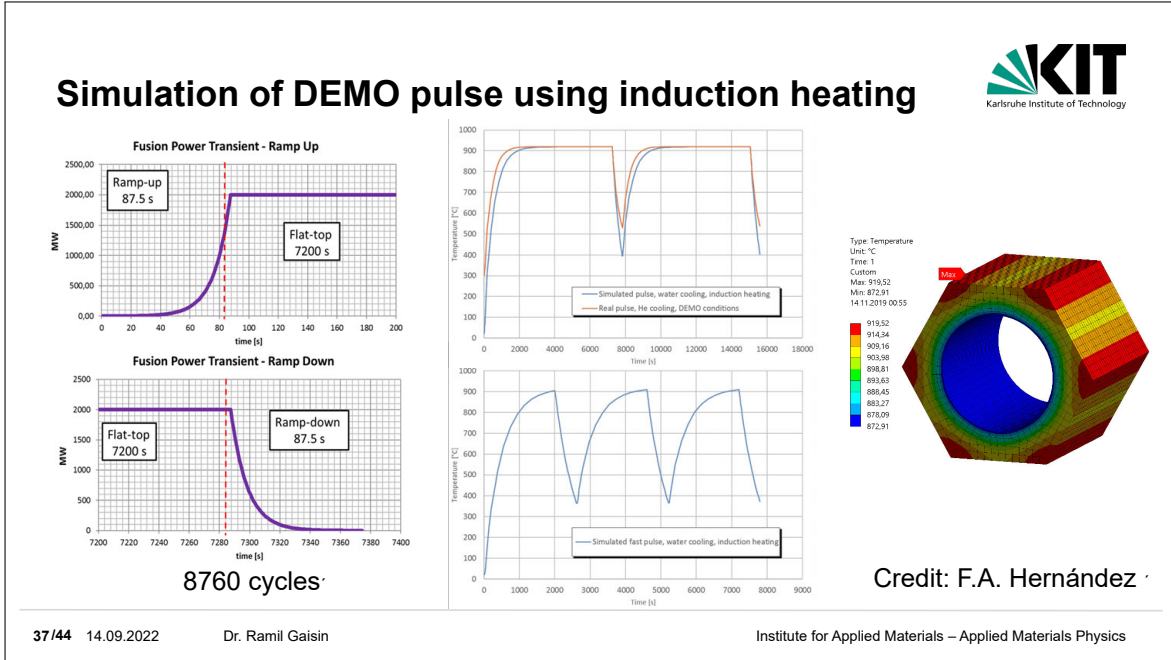 Simulation of DEMO pulse using induction heating
KIT
Karlsruhe Institute of Technology
Fusion Power Transient - Ramp Up
2500,00
2000,00
1500,00
1000,00
500,00
0,00
MW
Ramp-up
87.5 s
Flat-top
7200 s
0 20 40 60 80 100 120 140 160 180 200
time [s]
Fusion Power Transient - Ramp Down
2500
2000
1500
1000
500
0
MW
Flat-top
7200 s
Ramp-down
87.5 s
7200 7220 7240 7260 7280 7300 7320 7340 7360 7380 7400
time [s]
8760 cycles
1000
900
800
700
600
500
400
300
200
100
0
Temperature [°C]
Simulated pulse, water cooling, induction heating
Real pulse, He cooling, DEMO conditions
0 2000 4000 6000 8000 10000 12000 14000 16000 18000
Time [s]
1000
900
800
700
600
500
400
300
200
100
0
Temperature [°C]
Simulated fast pulse, water cooling, induction heating
0 1000 2000 3000 4000 5000 6000 7000 8000 9000
Time [s]
Type: Temperature
Unit: °C
Time: 1
Custom
Max: 919,52
Min: 872,91
14.11.2019 00:55
919,52
914,34
909,16
903,98
898,81
893,63
888,45
883,27
878,09
872,91
Max
Credit: F.A. Hernández
37/44 14.09.2022 Dr. Ramil Gaisin Institute for Applied Materials – Applied Materials Physics